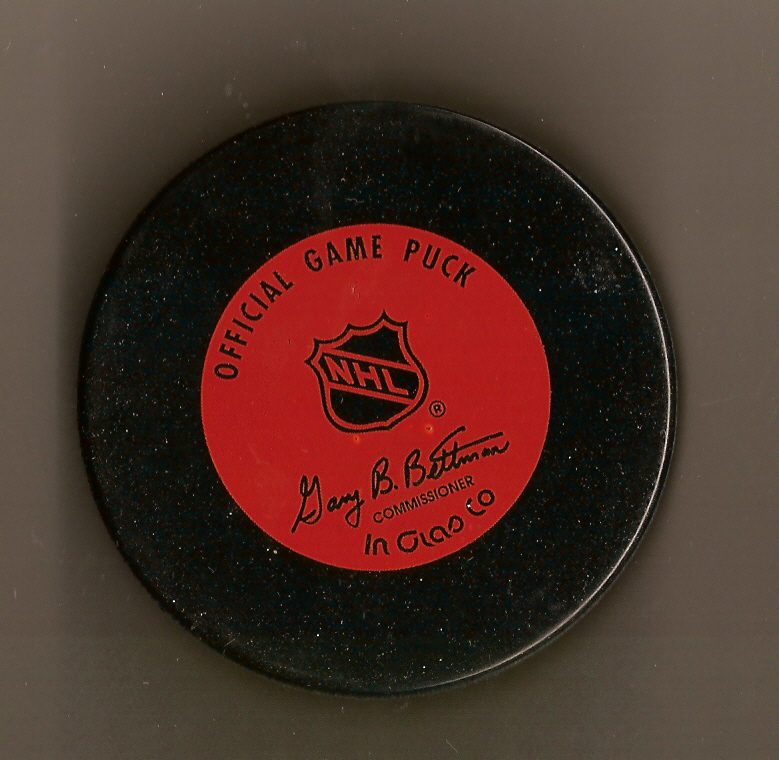 OFFICIAL GAME PUCK
NHL
®
Gary B. Bettman
COMMISSIONER
In Glas Co